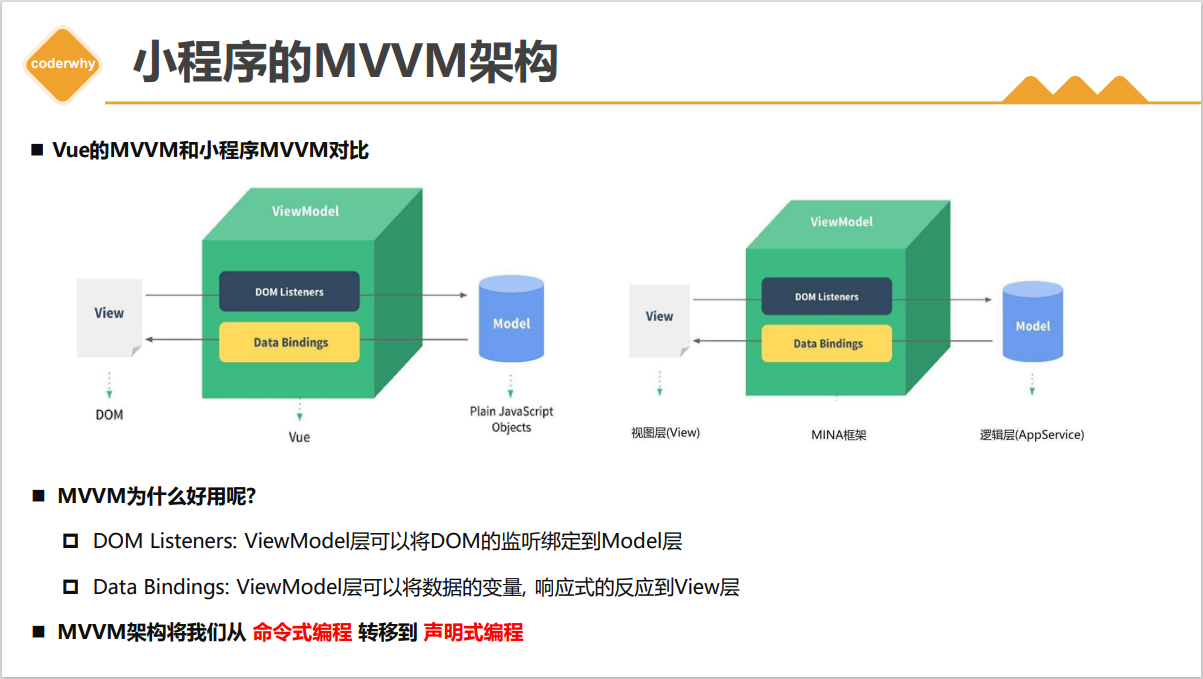 coderwhy
小程序的MVVM架构
Vue的MVVM和小程序MVVM对比
ViewModel
DOM Listeners
Data Bindings
View
Model
DOM
Vue
Plain JavaScript
Objects
ViewModel
DOM Listeners
Data Bindings
View
Model
视图层(View)
MINA框架
逻辑层(AppService)
MVVM为什么好用呢?
DOM Listeners: ViewModel层可以将DOM的监听绑定到Model层
Data Bindings: ViewModel层可以将数据的变量, 响应式的反应到View层
MVVM架构将我们从 命令式编程 转移到 声明式编程